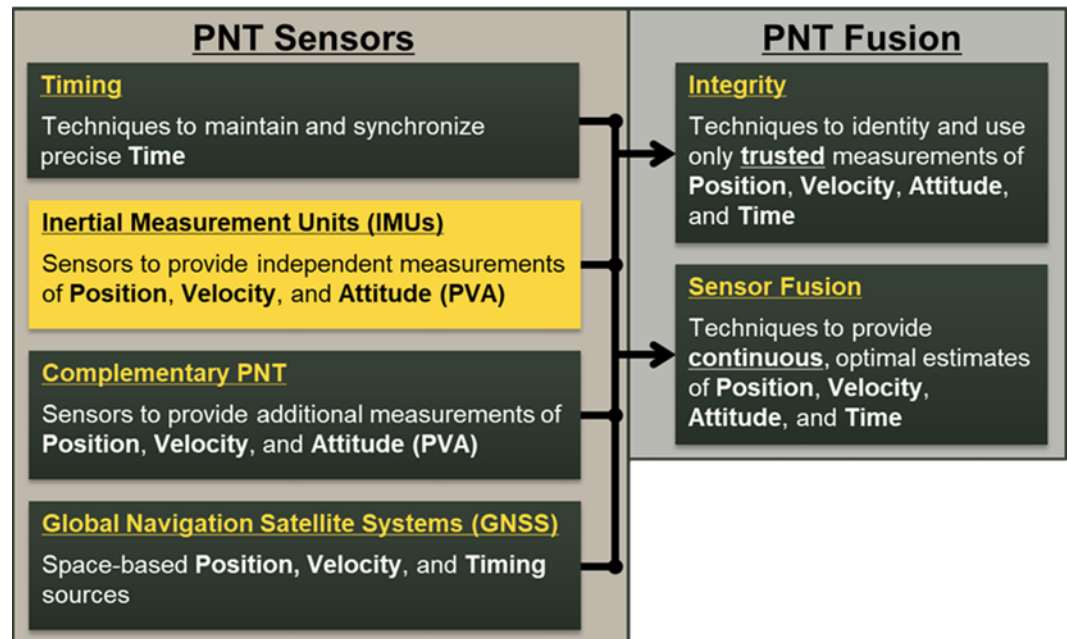 PNT Sensors
Timing
Techniques to maintain and synchronize
precise Time
Inertial Measurement Units (IMUs)
Sensors to provide independent measurements
of Position, Velocity, and Attitude (PVA)
Complementary PNT
Sensors to provide additional measurements of
Position, Velocity, and Attitude (PVA)
Global Navigation Satellite Systems (GNSS)
Space-based Position, Velocity, and Timing
sources
PNT Fusion
Integrity
Techniques to identity and use
only trusted measurements of
Position, Velocity, Attitude,
and Time
Sensor Fusion
Techniques to provide
continuous, optimal estimates
of Position, Velocity,
Attitude, and Time